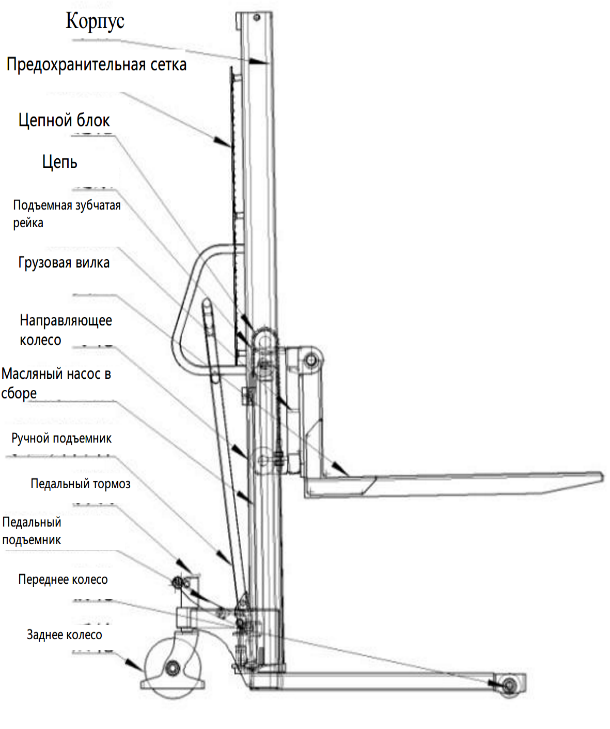 Корпус
Предохранительная сетка
Цепной блок
Цепь
Подъемная зубчатая
рейка
Грузовая вилка
Направляющее
колесо
Масляный насос в
сборе
Ручной подъемник
Педальный тормоз
Педальный
подъемник
Переднее колесо
Заднее колесо